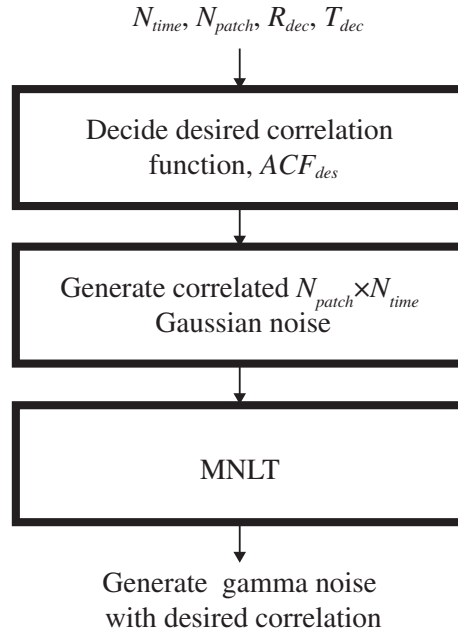 N_time, N_patch, R_dec, T_dec
Decide desired correlation
function, ACF_des
Generate correlated N_patch×N_time
Gaussian noise
MNLT
Generate gamma noise
with desired correlation